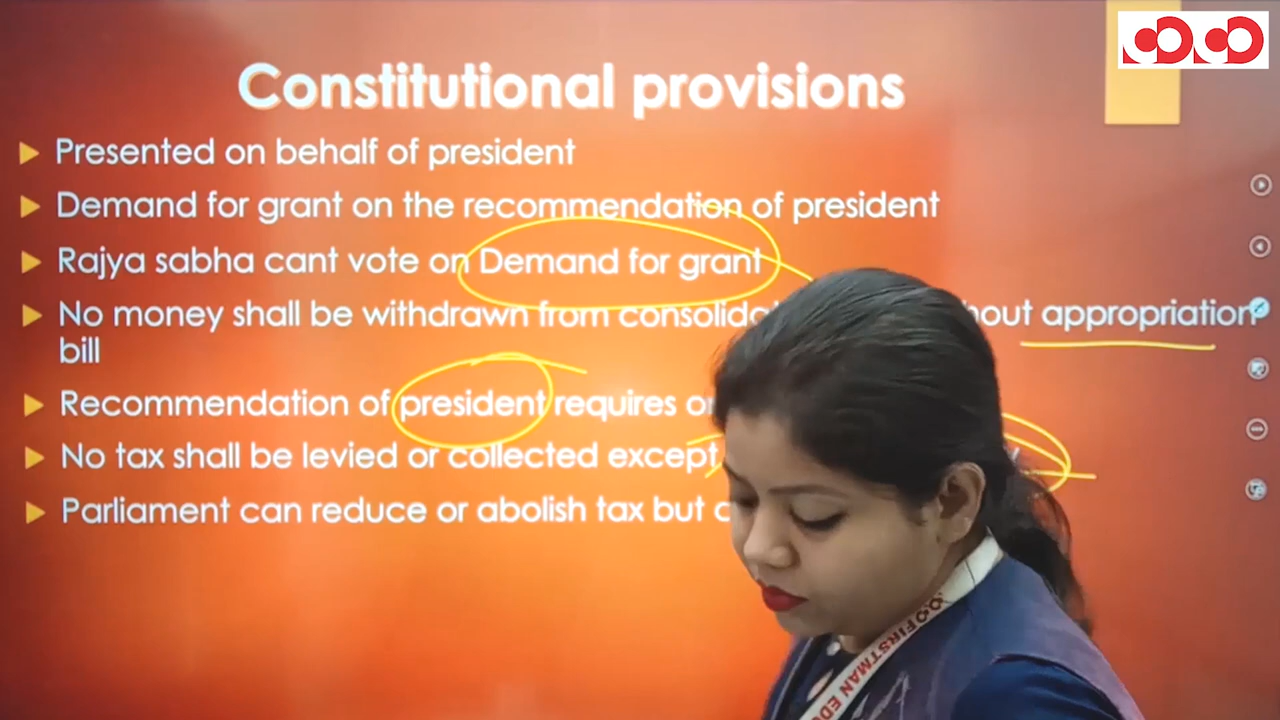 Constitutional provisions
Presented on behalf of president
Demand for grant on the recommendation of president
Rajya sabha cant vote on Demand for grant
No money shall be withdrawn from appropriation
bill
Recommendation of president requires
No tax shall be levied or collected except
Parliament can reduce or abolish tax but
FIRSTMAN